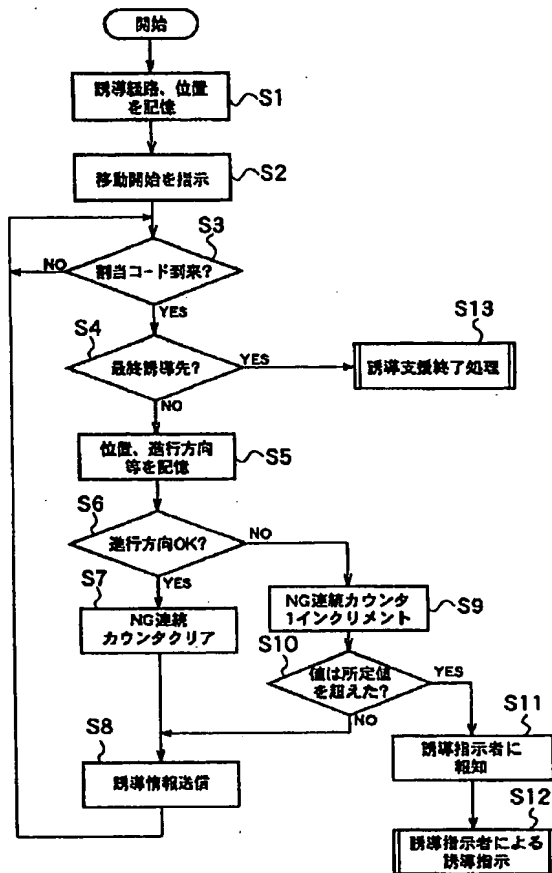 開始
誘導経路、位置
を記憶
S1
移動開始を指示
S2
S3
割当コード到来?
NO
YES
S4
最終誘導先?
YES
NO
S13
誘導支援終了処理
位置、進行方向
等を記憶
S5
S6
進行方向OK?
NO
YES
S7
NG連続
カウンタクリア
NG連続カウンタ
1インクリメント
S9
S10
値は所定値
を超えた?
YES
NO
S11
誘導指示者に
報知
S8
誘導情報送信
S12
誘導指示者による
誘導指示